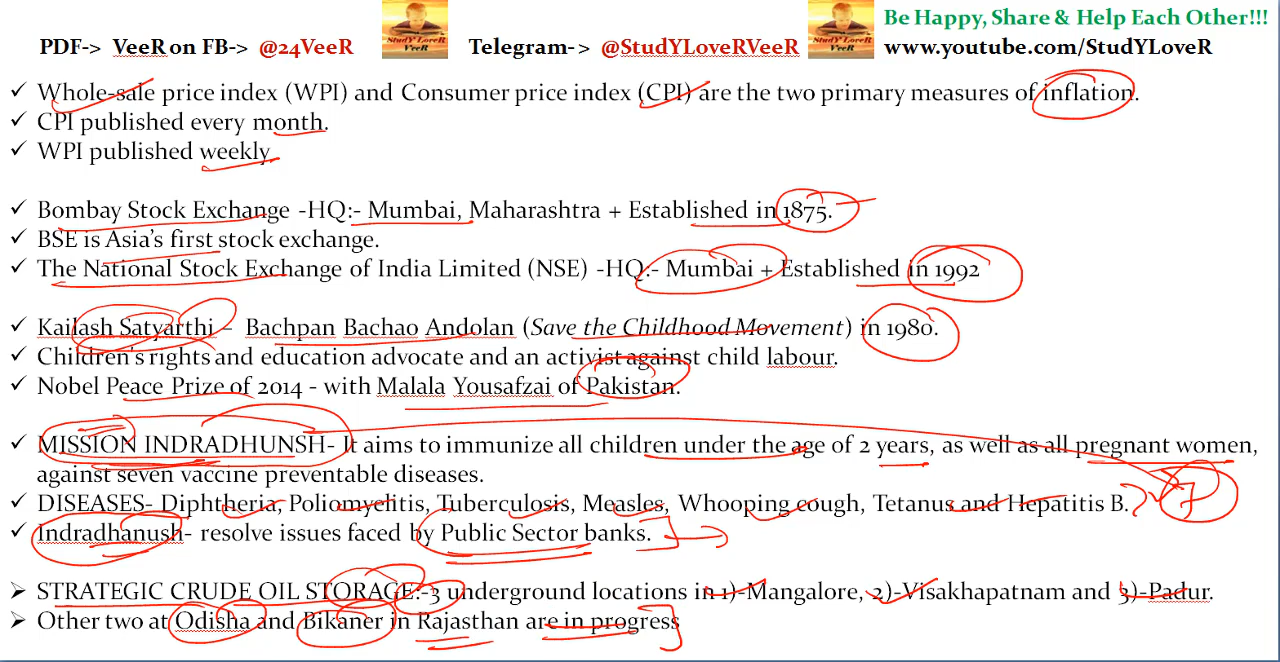 Be Happy, Share & Help Each Other!!!
PDF-> VeeR on FB-> @24VeeR Telegram-> @StudYLoveRVeeR www.youtube.com/StudYLoveR
StudY LoveR
VeeR
StudY LoveR
VeeR
✓ Whole-sale price index (WPI) and Consumer price index (CPI) are the two primary measures of inflation.
✓ CPI published every month.
✓ WPI published weekly.
✓ Bombay Stock Exchange -HQ:- Mumbai, Maharashtra + Established in 1875.
✓ BSE is Asia's first stock exchange.
✓ The National Stock Exchange of India Limited (NSE) -HQ:- Mumbai + Established in 1992
✓ Kailash Satyarthi – Bachpan Bachao Andolan (Save the Childhood Movement) in 1980.
✓ Children's rights and education advocate and an activist against child labour.
✓ Nobel Peace Prize of 2014 - with Malala Yousafzai of Pakistan.
✓ MISSION INDRADHUNSH- It aims to immunize all children under the age of 2 years, as well as all pregnant women,
against seven vaccine preventable diseases.
✓ DISEASES- Diphtheria, Poliomyelitis, Tuberculosis, Measles, Whooping cough, Tetanus and Hepatitis B. 7
✓ Indradhanush- resolve issues faced by Public Sector banks.
➢ STRATEGIC CRUDE OIL STORAGE:-3 underground locations in 1)-Mangalore, 2)-Visakhapatnam and 3)-Padur.
➢ Other two at Odisha and Bikaner in Rajasthan are in progress